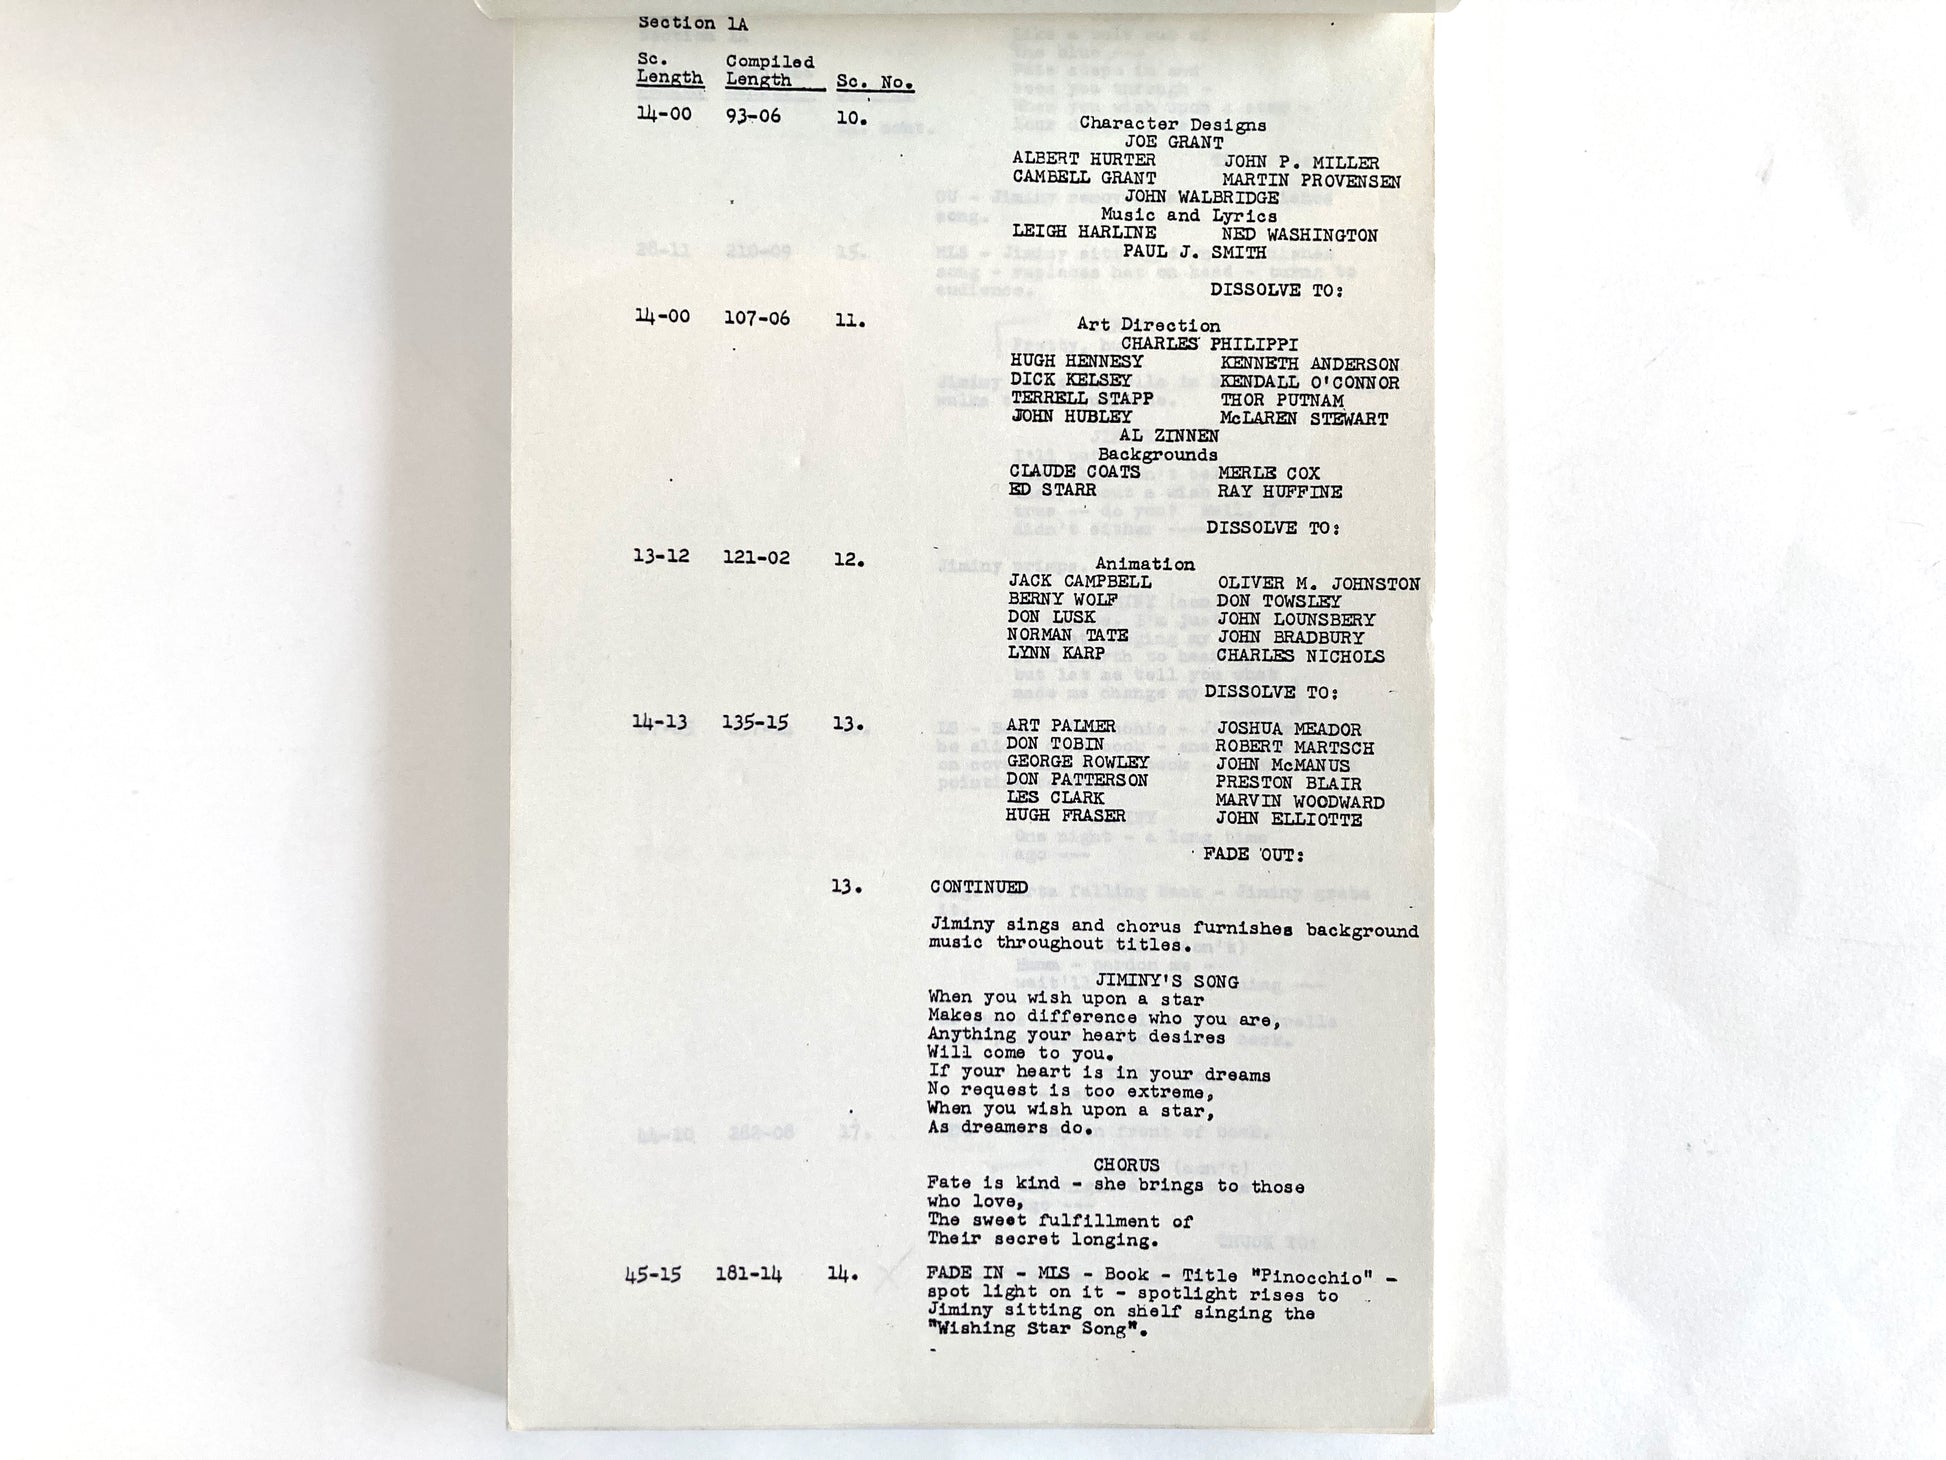 Section 1A
Sc. Compiled
Length Length Sc. No.
14-00 93-06 10.
Character Designs
JOE GRANT
ALBERT HURTER JOHN P. MILLER
CAMBELL GRANT MARTIN PROVENSEN
JOHN WALBRIDGE
Music and Lyrics
LEIGH HARLINE NED WASHINGTON
PAUL J. SMITH
DISSOLVE TO:
14-00 107-06 11.
Art Direction
CHARLES PHILIPPI
HUGH HENNESY KENNETH ANDERSON
DICK KELSEY KENDALL O'CONNOR
TERRELL STAPP THOR PUTNAM
JOHN HUBLEY McLAREN STEWART
AL ZINNEN
Backgrounds
CLAUDE COATS MERLE COX
ED STARR RAY HUFFINE
DISSOLVE TO:
13-12 121-02 12.
Animation
JACK CAMPBELL OLIVER M. JOHNSTON
BERNY WOLF DON TOWSLEY
DON LUSK JOHN LOUNSBERY
NORMAN TATE JOHN BRADBURY
LYNN KARP CHARLES NICHOLS
DISSOLVE TO:
14-13 135-15 13. ART PALMER JOSHUA MEADOR
DON TOBIN ROBERT MARTSCH
GEORGE ROWLEY JOHN McMANUS
DON PATTERSON PRESTON BLAIR
LES CLARK MARVIN WOODWARD
HUGH FRASER JOHN ELLIOTTE
FADE OUT:
13. CONTINUED
Jiminy sings and chorus furnishes background
music throughout titles.
JIMINY'S SONG
When you wish upon a star
Makes no difference who you are,
Anything your heart desires
Will come to you.
If your heart is in your dreams
No request is too extreme,
When you wish upon a star,
As dreamers do.
CHORUS
Fate is kind - she brings to those
who love,
The sweet fulfillment of
Their secret longing.
45-15 181-14 14. FADE IN - MLS - Book - Title "Pinocchio" -
spot light on it - spotlight rises to
Jiminy sitting on shelf singing the
"Wishing Star Song".